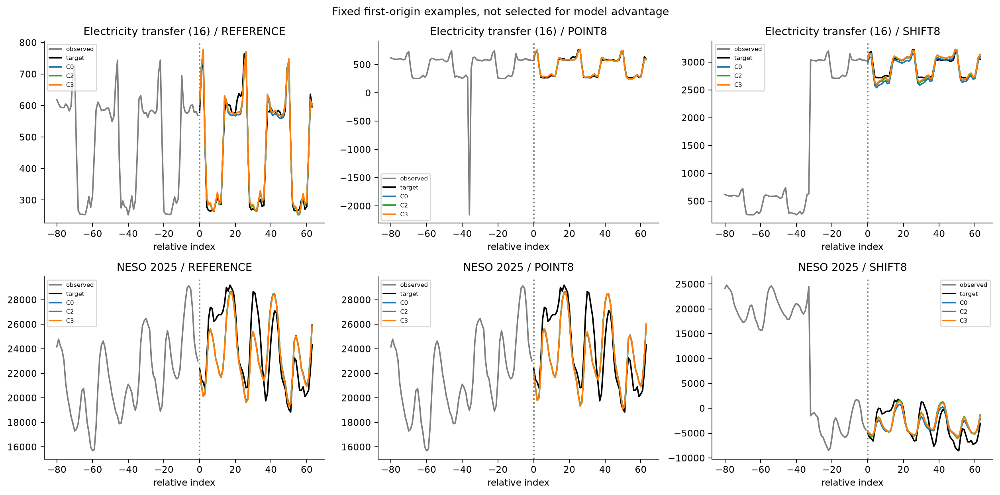 Fixed first-origin examples, not selected for model advantage
Electricity transfer (16) / REFERENCE
800
700
600
500
400
300
observed
target
C0
C2
C3
−80 −60 −40 −20 0 20 40 60
relative index
Electricity transfer (16) / POINT8
500
0
−500
−1000
−1500
−2000
observed
target
C0
C2
C3
−80 −60 −40 −20 0 20 40 60
relative index
Electricity transfer (16) / SHIFT8
3000
2500
2000
1500
1000
500
observed
target
C0
C2
C3
−80 −60 −40 −20 0 20 40 60
relative index
NESO 2025 / REFERENCE
28000
26000
24000
22000
20000
18000
16000
observed
target
C0
C2
C3
−80 −60 −40 −20 0 20 40 60
relative index
NESO 2025 / POINT8
28000
26000
24000
22000
20000
18000
16000
observed
target
C0
C2
C3
−80 −60 −40 −20 0 20 40 60
relative index
NESO 2025 / SHIFT8
25000
20000
15000
10000
5000
0
−5000
−10000
observed
target
C0
C2
C3
−80 −60 −40 −20 0 20 40 60
relative index